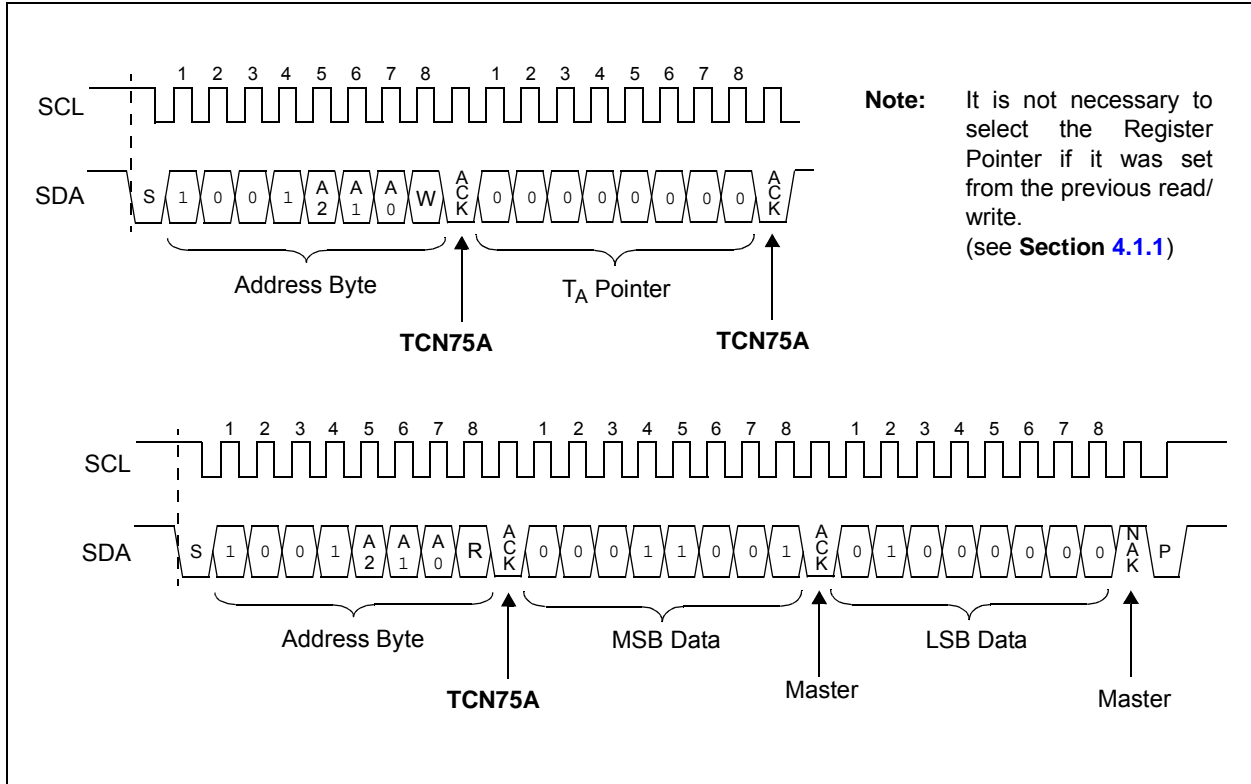 1 2 3 4 5 6 7 8 1 2 3 4 5 6 7 8
SCL
SDA S 1 0 0 1 A2 A1 A0 W ACK 0 0 0 0 0 0 0 0 ACK
Address Byte TA Pointer
TCN75A TCN75A
Note: It is not necessary to
select the Register
Pointer if it was set
from the previous read/
write.
(see Section 4.1.1)
1 2 3 4 5 6 7 8 1 2 3 4 5 6 7 8 1 2 3 4 5 6 7 8
SCL
SDA S 1 0 0 1 A2 A1 A0 R ACK 0 0 0 1 1 0 0 1 ACK 0 1 0 0 0 0 0 0 NAK P
Address Byte MSB Data LSB Data
TCN75A Master Master